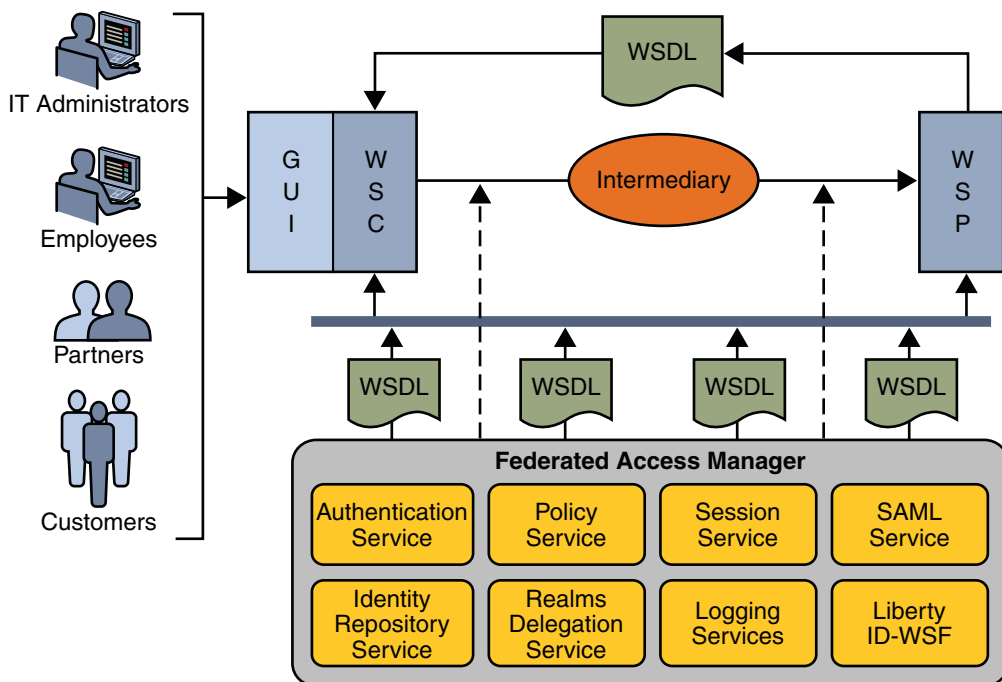 IT Administrators
Employees
Partners
Customers
WSDL
G
U
I
W
S
C
Intermediary
W
S
P
WSDL
WSDL
WSDL
WSDL
Federated Access Manager
Authentication
Service
Policy
Service
Session
Service
SAML
Service
Identity
Repository
Service
Realms
Delegation
Service
Logging
Services
Liberty
ID-WSF